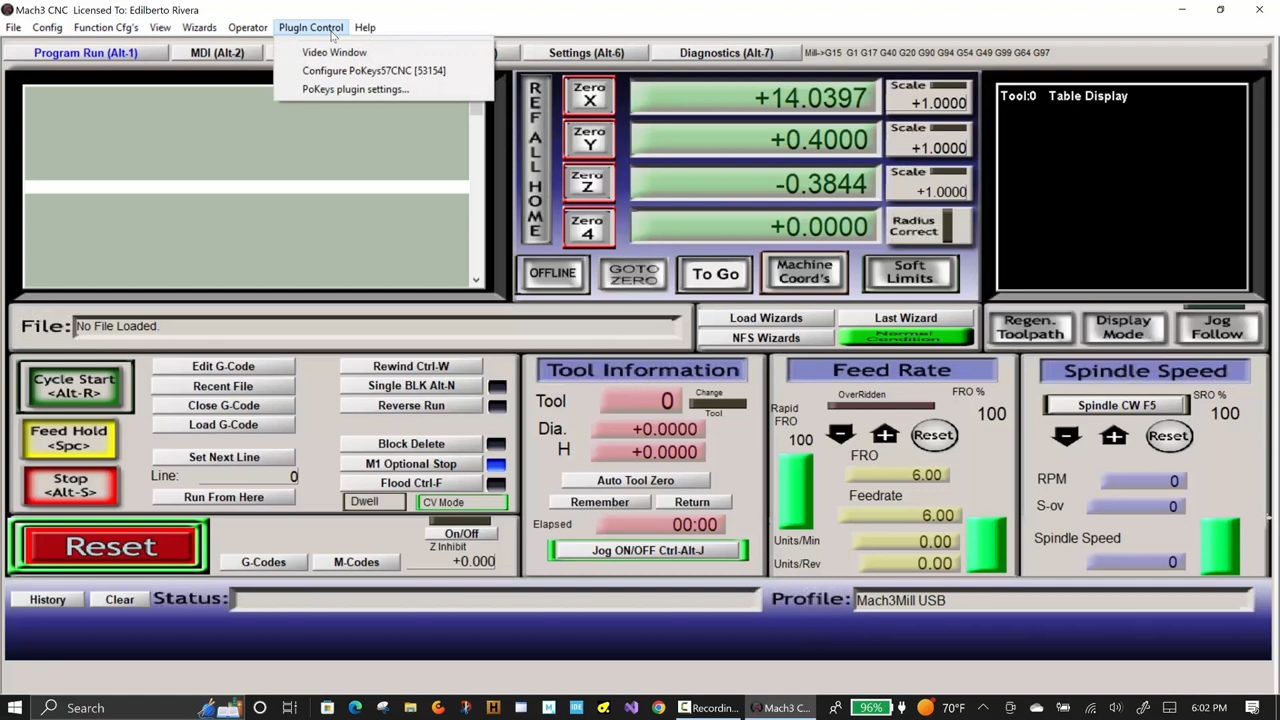 Mach3 CNC Licensed To: Edilberto Rivera
File Config Function Cfg's View Wizards Operator PlugIn Control Help
Video Window
Configure PoKeys57CNC [53154]
PoKeys plugin settings...
Program Run (Alt-1) MDI (Alt-2) Settings (Alt-6) Diagnostics (Alt-7) Mill->G15 G1 G17 G40 G20 G90 G94 G54 G49 G99 G64 G97
REF ALL HOME
Zero X +14.0397 Scale +1.0000
Zero Y +0.4000 Scale +1.0000
Zero Z -0.3844 Scale +1.0000
Zero 4 +0.0000 Radius Correct
OFFLINE GOTO ZERO To Go Machine Coord's Soft Limits
Tool:0 Table Display
File: No File Loaded.
Load Wizards Last Wizard
NFS Wizards Normal Condition
Regen. Toolpath Display Mode Jog Follow
Cycle Start <Alt-R>
Feed Hold <Spc>
Stop <Alt-S>
Reset
Edit G-Code
Recent File
Close G-Code
Load G-Code
Set Next Line
Line: 0
Run From Here
Rewind Ctrl-W
Single BLK Alt-N
Reverse Run
Block Delete
M1 Optional Stop
Flood Ctrl-F
Dwell CV Mode
G-Codes M-Codes
On/Off
Z Inhibit
+0.000
Tool Information
Tool 0 Change Tool
Dia. +0.0000
H +0.0000
Auto Tool Zero
Remember Return
Elapsed 00:00
Jog ON/OFF Ctrl-Alt-J
Feed Rate
OverRidden FRO %
Rapid FRO 100
100
Reset
FRO
6.00
Feedrate
6.00
Units/Min 0.00
Units/Rev 0.00
Spindle Speed
Spindle CW F5 SRO O%
100
Reset
RPM 0
S-ov 0
Spindle Speed
0
History Clear Status: Profile: Mach3Mill USB
Search Recording... Mach3 C... 96% 70°F 6:02 PM